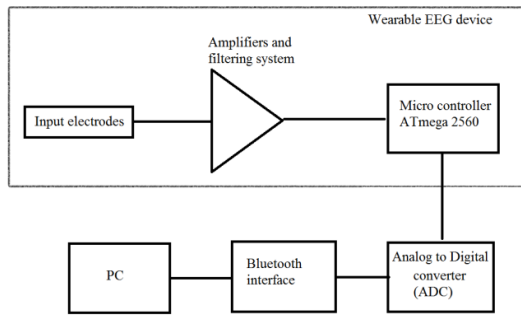 Wearable EEG device
Amplifiers and
filtering system
Input electrodes
Micro controller
ATmega 2560
PC
Bluetooth
interface
Analog to Digital
converter
(ADC)